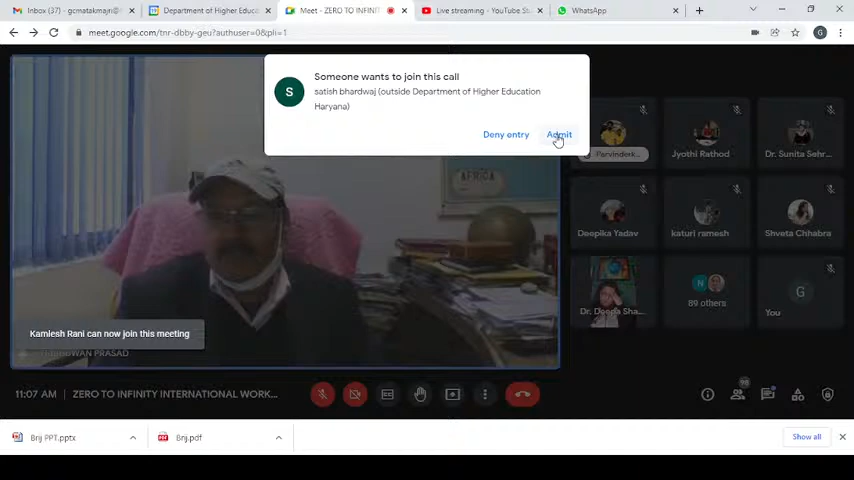 Inbox (37) - gcmatakmajri@
Department of Higher Educa
Meet - ZERO TO INFINIT
Live streaming - YouTube St
WhatsApp
meet.google.com/tnr-dbby-geu?authuser=0&pli=1
G
Someone wants to join this call
S
satish bhardwaj (outside Department of Higher Education
Haryana)
Deny entry
Admit
AFRICA
Parvinderk...
Jyothi Rathod
Dr. Sunita Sehr...
Deepika Yadav
katuri ramesh
Shveta Chhabra
N
G
Dr. Deepa Sha...
89 others
You
Kamlesh Rani can now join this meeting
WAN PRASAD
98
11:07 AM | ZERO TO INFINITY INTERNATIONAL WORK...
Brij PPT.pptx
Brij.pdf
Show all